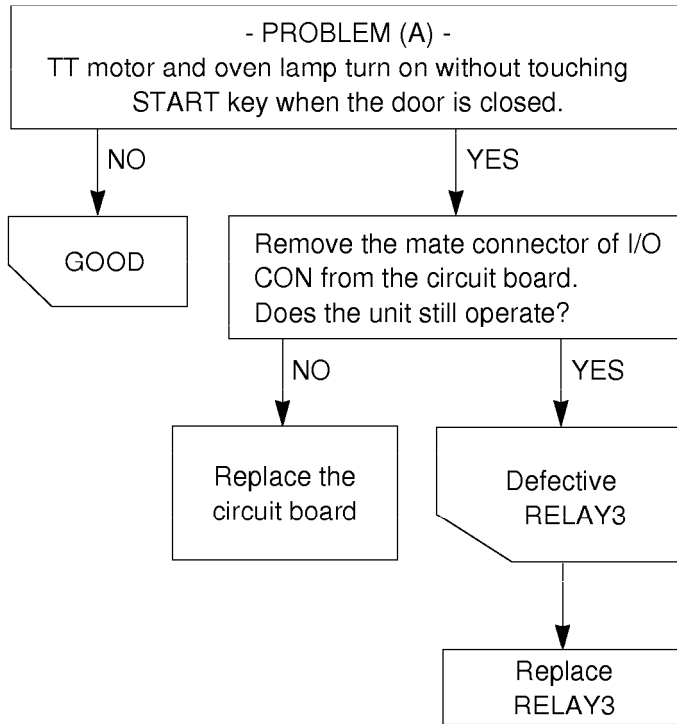 - PROBLEM (A) -
TT motor and oven lamp turn on without touching
START key when the door is closed.
NO
YES
GOOD
Remove the mate connector of I/O
CON from the circuit board.
Does the unit still operate?
NO
YES
Replace the
circuit board
Defective
RELAY3
Replace
RELAY3